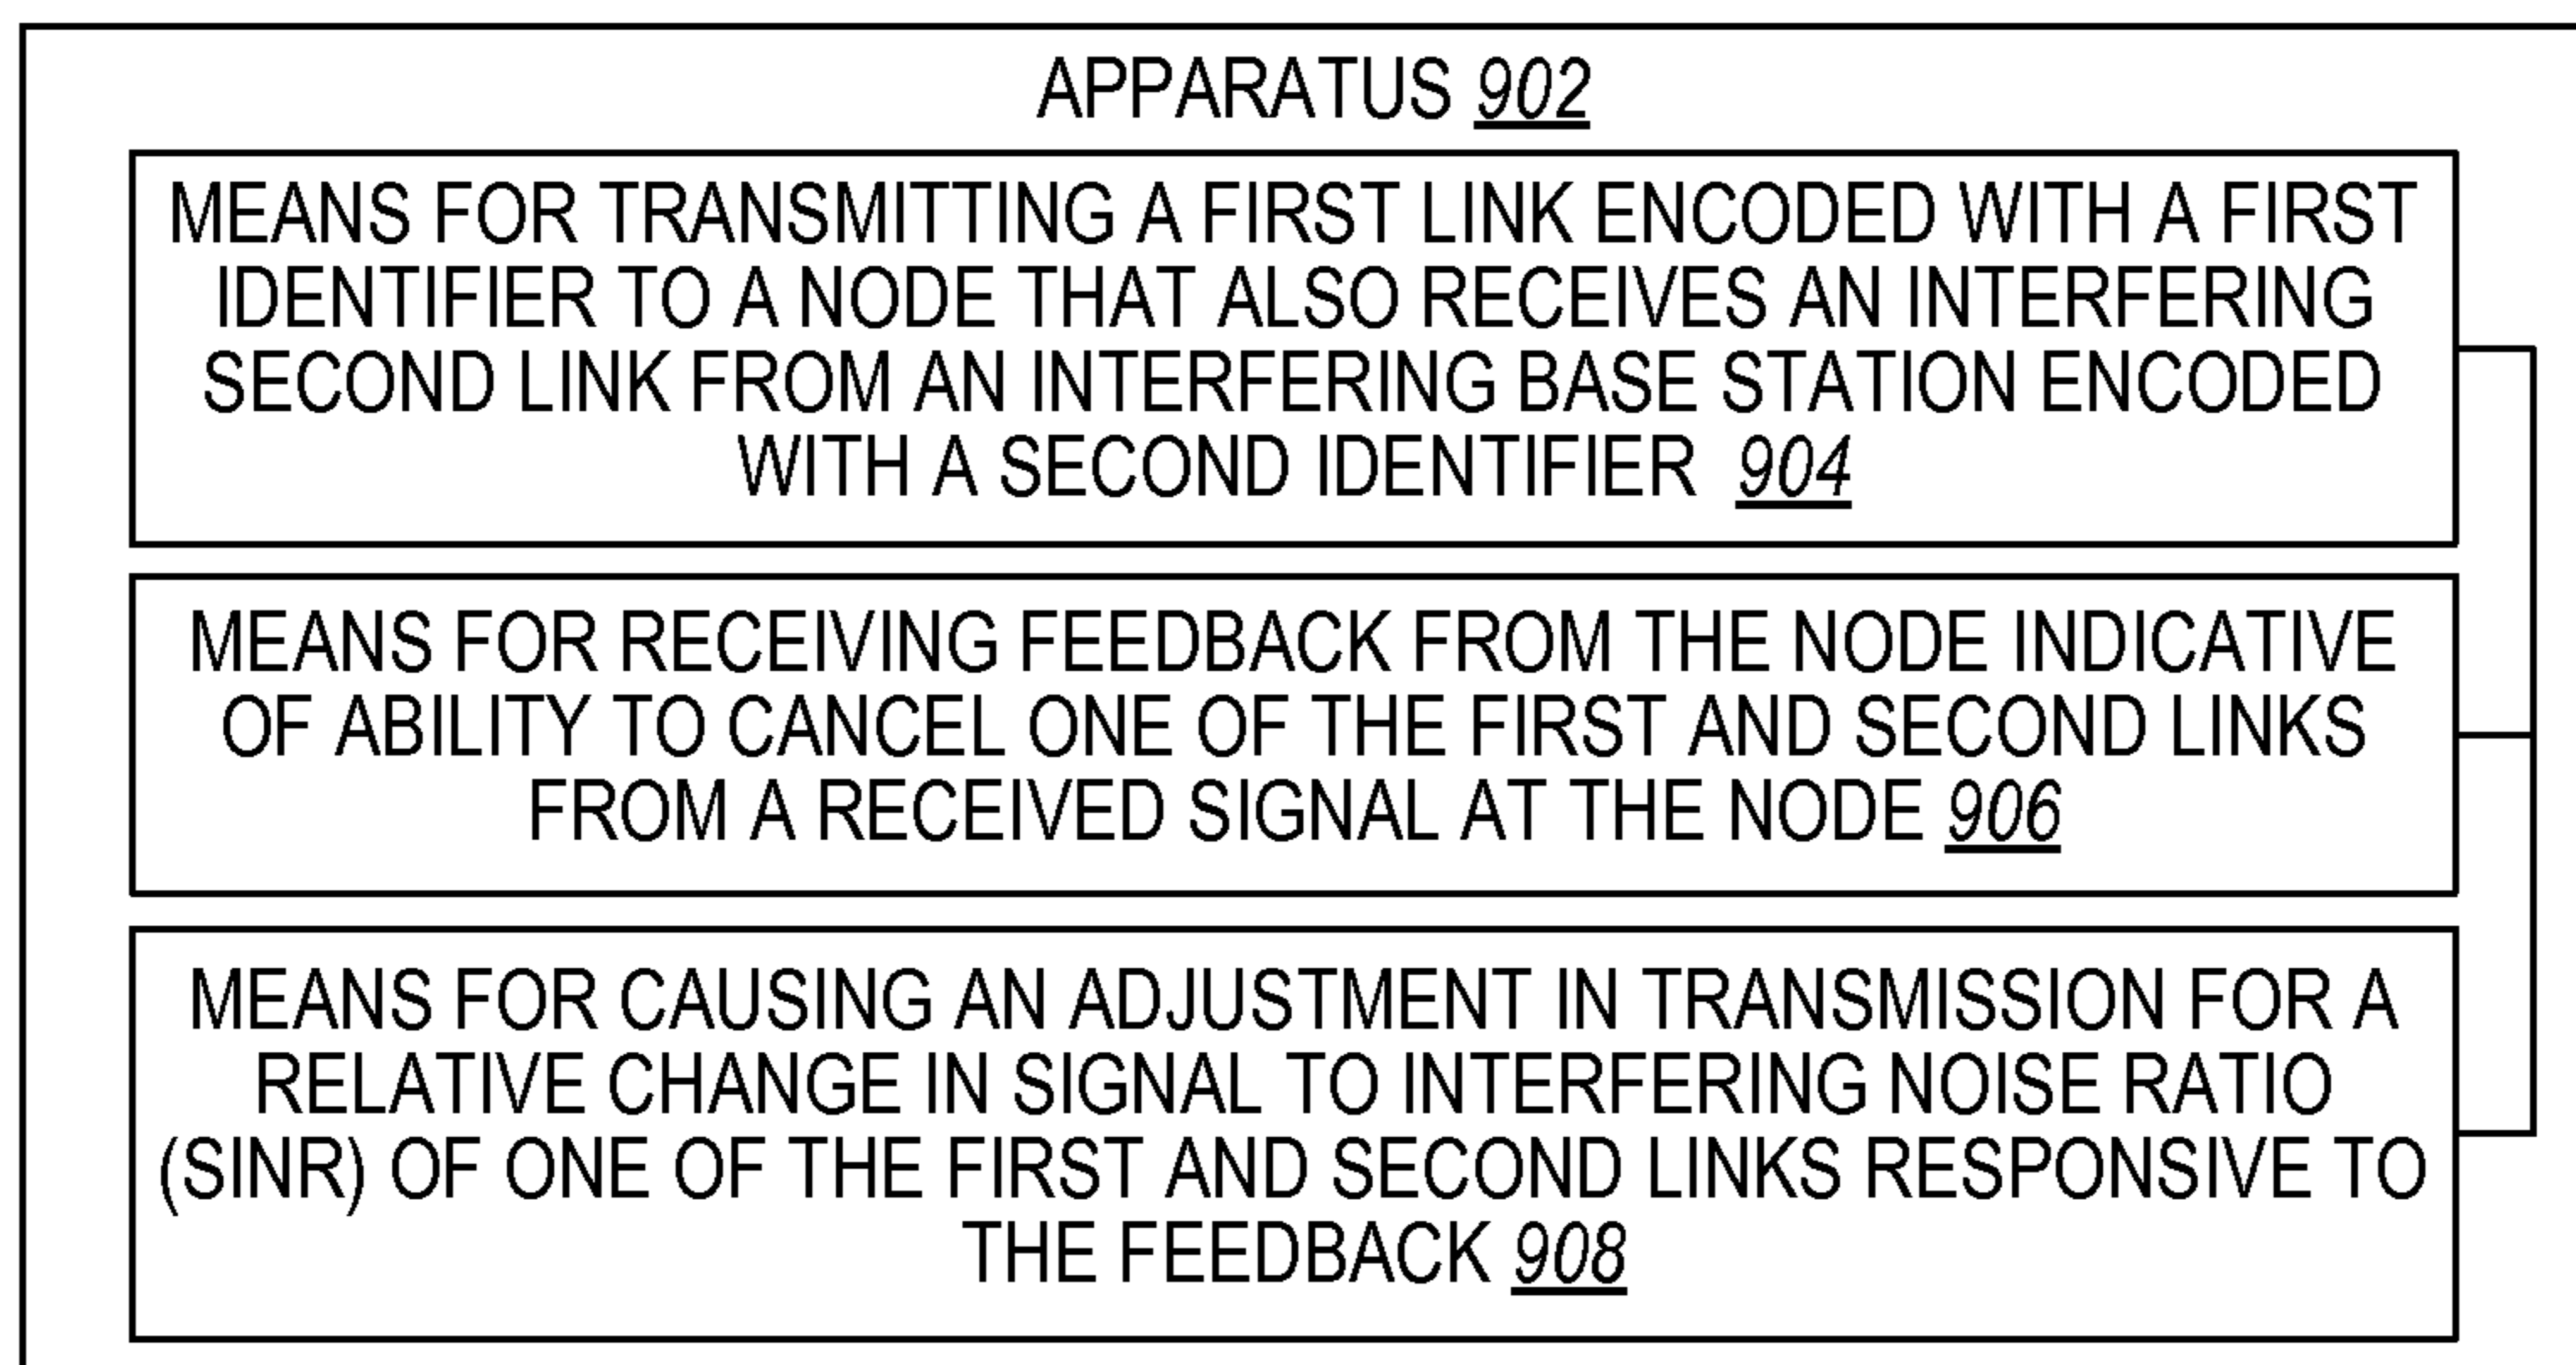 APPARATUS 902
MEANS FOR TRANSMITTING A FIRST LINK ENCODED WITH A FIRST
IDENTIFIER TO A NODE THAT ALSO RECEIVES AN INTERFERING
SECOND LINK FROM AN INTERFERING BASE STATION ENCODED
WITH A SECOND IDENTIFIER 904
MEANS FOR RECEIVING FEEDBACK FROM THE NODE INDICATIVE
OF ABILITY TO CANCEL ONE OF THE FIRST AND SECOND LINKS
FROM A RECEIVED SIGNAL AT THE NODE 906
MEANS FOR CAUSING AN ADJUSTMENT IN TRANSMISSION FOR A
RELATIVE CHANGE IN SIGNAL TO INTERFERING NOISE RATIO
(SINR) OF ONE OF THE FIRST AND SECOND LINKS RESPONSIVE TO
THE FEEDBACK 908